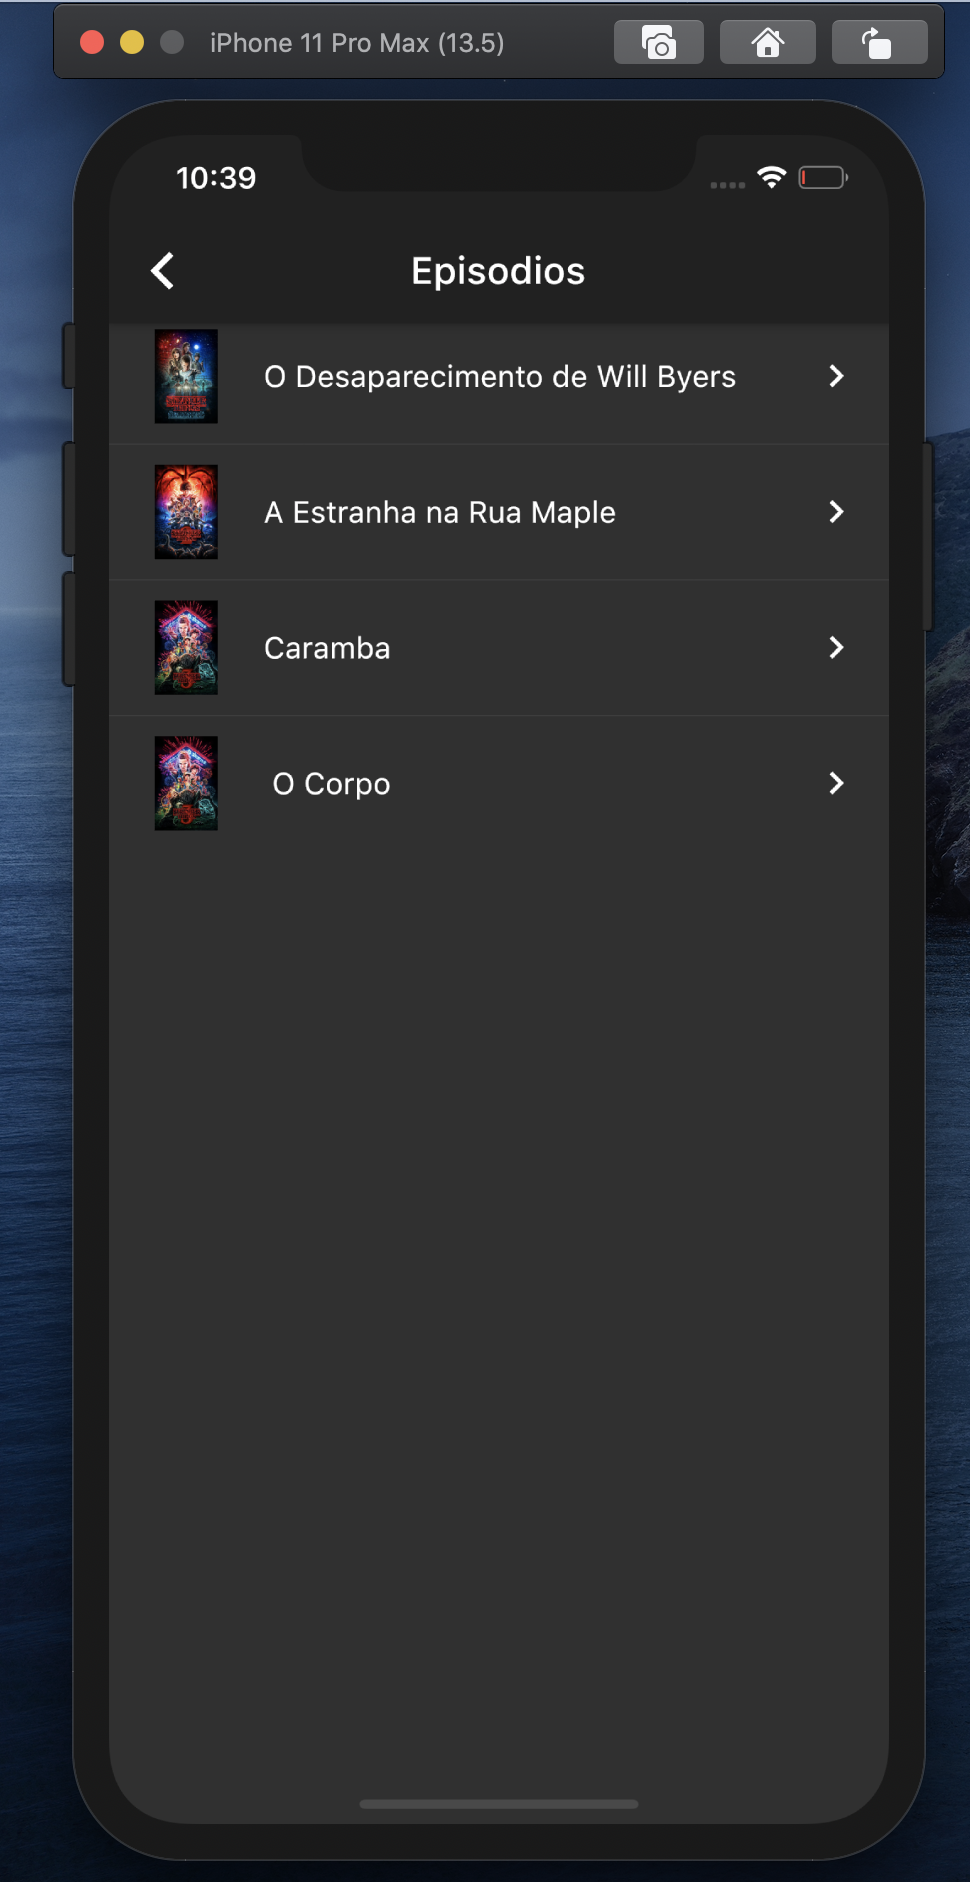 iPhone 11 Pro Max (13.5)
10:39
Episodios
O Desaparecimento de Will Byers
A Estranha na Rua Maple
Caramba
O Corpo